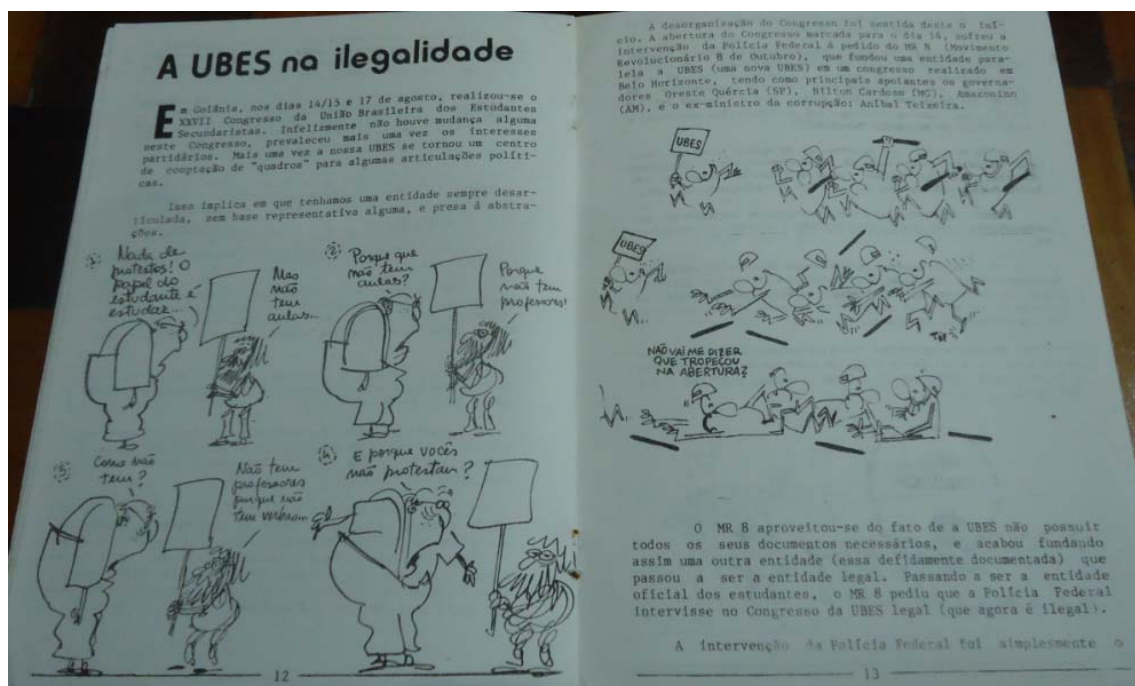 A UBES na ilegalidade
Em Goiânia, nos dias 14/15 e 17 de agosto, realizou-se o
XXVII Congresso da União Brasileira dos Estudantes
Secundaristas. Infelizmente não houve mudança alguma
neste Congresso, prevaleceu mais uma vez os interesses
partidários. Mais uma vez a nossa UBES se tornou um centro
de cooptação de "quadros" para algumas articulações políti-
cas.
Isso implica em que tenhamos uma entidade sempre desar-
ticulada, sem base representativa alguma, e presa à abstra-
ções.
1
Nada de
protestos! O
papel do
estudante é
estudar...
Mas
não
tem
aulas...
2
Porque que
não tem
aulas?
Porque
não tem
professores!
3
Como não
tem?
Não tem
professores
porque não
tem verbas...
4
E porque vocês
não protestam?
12
A desorganização do Congresso foi sentida deste o iní-
cio. A abertura do Congresso marcada para o dia 14, sofreu a
intervenção da Polícia Federal à pedido do MR 8 (Movimento
Revolucionário 8 de Outubro), que fundou uma entidade para-
lela a UBES (uma nova UBES) em um congresso realizado em
Belo Horizonte, tendo como principais apoiantes os governa-
dores Oreste Quércia (SP), Nilton Cardoso (MG), Amazonino
(AM), e o ex-ministro da corrupção: Aníbal Teixeira.
UBES
UBES
NÃO VAI ME DIZER
QUE TROPEÇOU
NA ABERTURA?
O MR 8 aproveitou-se do fato de a UBES não possuir
todos os seus documentos necessários, e acabou fundando
assim uma outra entidade (essa defidamente documentada) que
passou a ser a entidade legal. Passando a ser a entidade
oficial dos estudantes, o MR 8 pediu que a Polícia Federal
intervisse no Congresso da UBES legal (que agora é ilegal).
A intervenção da Polícia Federal foi simplesmente o
13